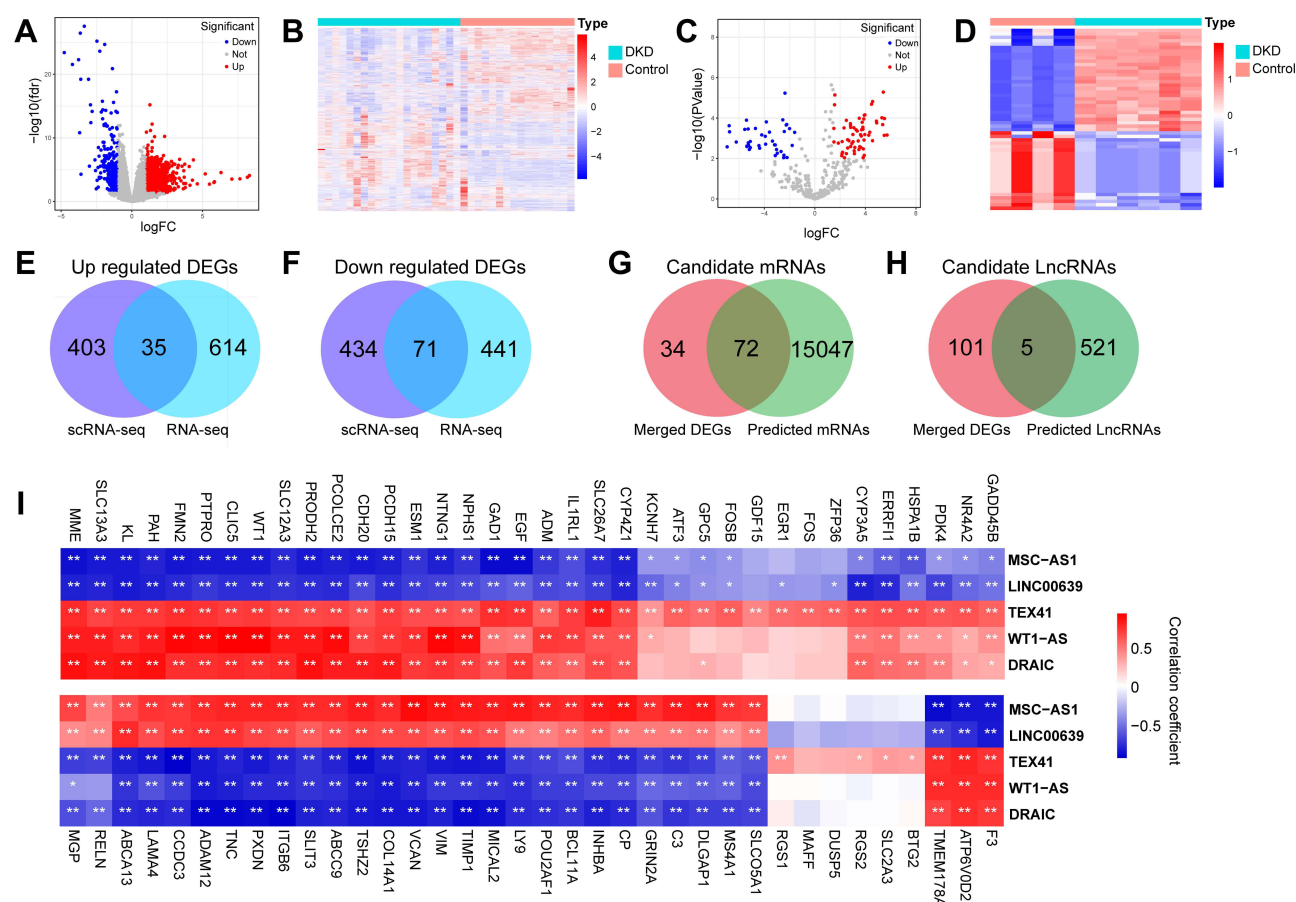 A
Significant
Down
Not
Up
−log10(fdr)
20
10
0
−5
0
5
logFC
B
Type
DKD
Control
4
2
0
−2
−4
C
Significant
Down
Not
Up
−log10(PValue)
8
6
4
2
0
−4
0
4
8
logFC
D
Type
DKD
Control
1
0
−1
E
Up regulated DEGs
403
35
614
scRNA-seq
RNA-seq
F
Down regulated DEGs
434
71
441
scRNA-seq
RNA-seq
G
Candidate mRNAs
34
72
15047
Merged DEGs
Predicted mRNAs
H
Candidate LncRNAs
101
5
521
Merged DEGs
Predicted LncRNAs
I
MME
SLC13A3
KL
PAH
FMN2
PTPRO
CLIC5
WT1
SLC12A3
PRODH2
PCOLCE2
CDH20
PCDH15
ESM1
NTNG1
NPHS1
GAD1
EGF
ADM
IL1RL1
SLC26A7
CYP4Z1
KCNH7
ATF3
GPC5
FOSB
GDF15
EGR1
FOS
ZFP36
CYP3A5
ERRFI1
HSPA1B
PDK4
NR4A2
GADD45B
MSC−AS1
LINC00639
TEX41
WT1−AS
DRAIC
MSC−AS1
LINC00639
TEX41
WT1−AS
DRAIC
MGP
RELN
ABCA13
LAMA4
CCDC3
ADAM12
TNC
PXDN
ITGB6
SLIT3
ABCC9
TSHZ2
COL14A1
VCAN
VIM
TIMP1
MICAL2
LY9
POU2AF1
BCL11A
INHBA
CP
GRIN2A
C3
DLGAP1
MS4A1
SLCO5A1
RGS1
MAFF
DUSP5
RGS2
SLC2A3
BTG2
TMEM178A
ATP6V0D2
F3
0.5
0
−0.5
Correlation coefficient